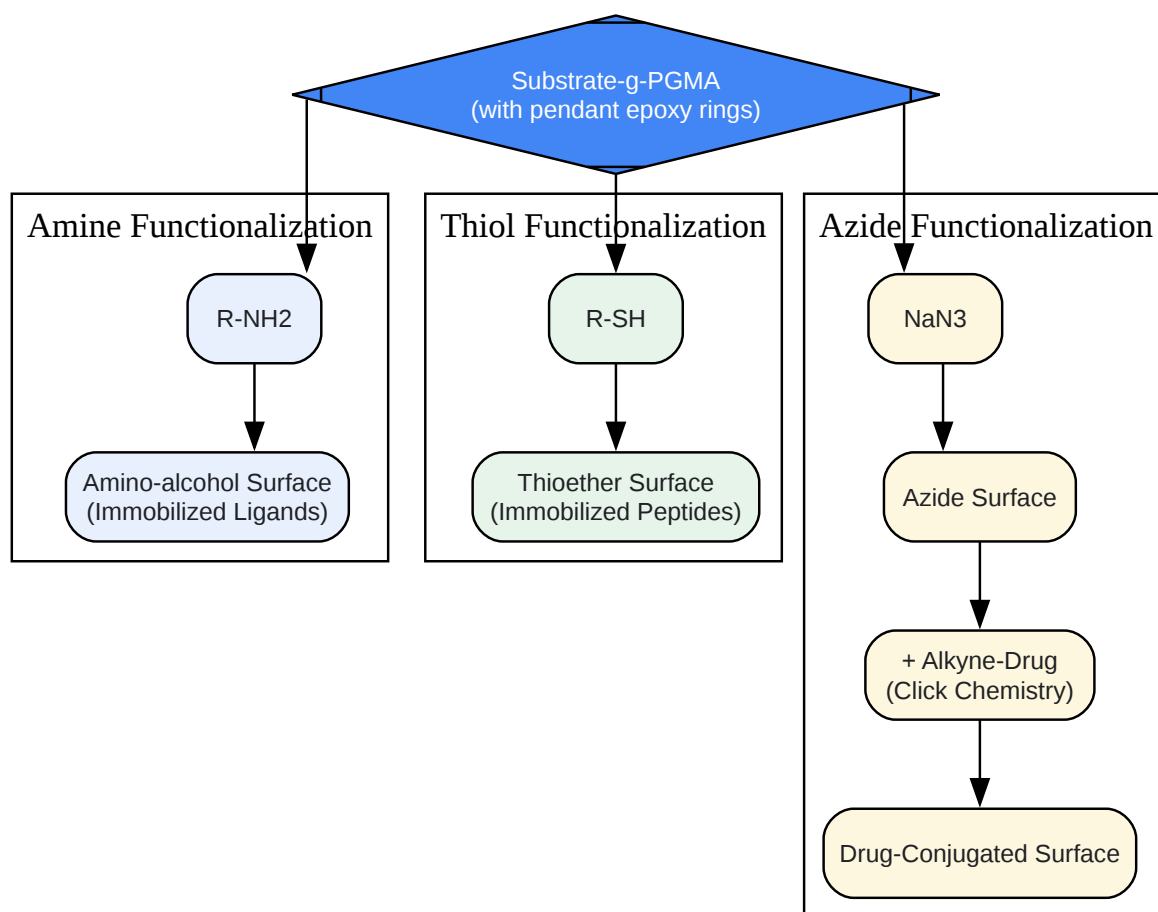 Substrate-g-PGMA
(with pendant epoxy rings)
Amine Functionalization
R-NH2
Amino-alcohol Surface
(Immobilized Ligands)
Thiol Functionalization
R-SH
Thioether Surface
(Immobilized Peptides)
Azide Functionalization
NaN3
Azide Surface
+ Alkyne-Drug
(Click Chemistry)
Drug-Conjugated Surface